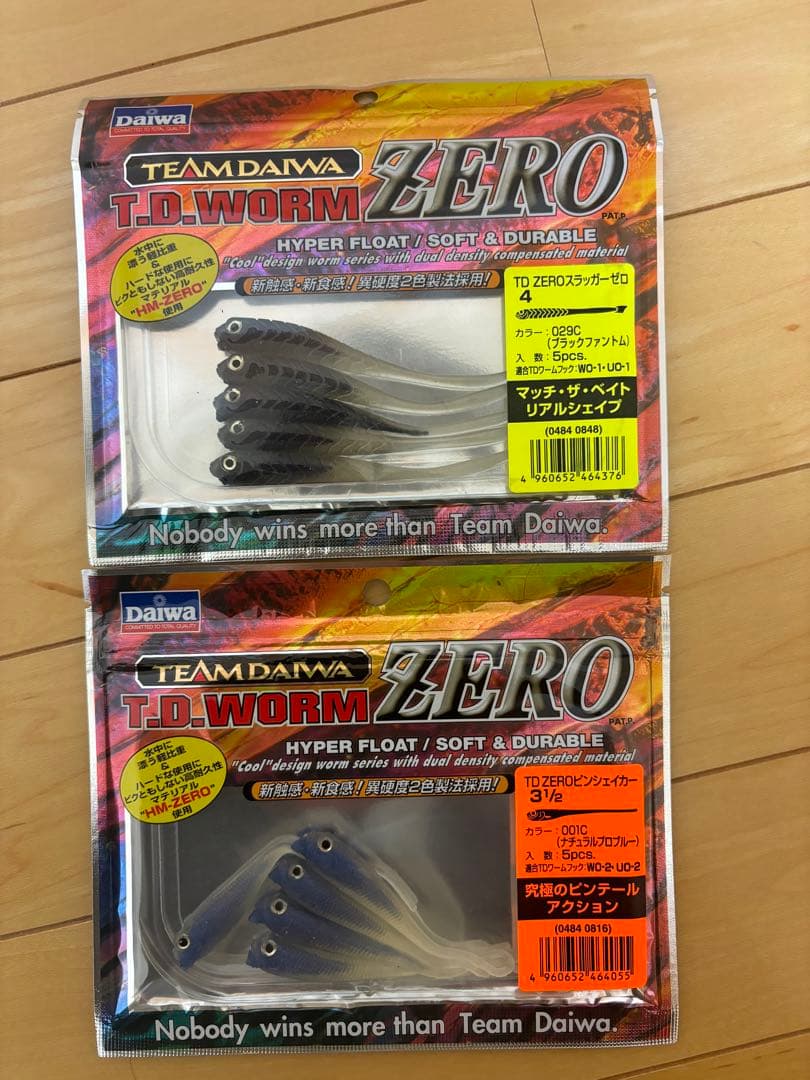 Daiwa
COMMITTED TO TOTAL QUALITY
TEAM DAIWA
T.D.WORM ZERO
PAT.P.
HYPER FLOAT / SOFT & DURABLE
"Cool" design worm series with dual density compensated material
新触感・新食感！異硬度2色製法採用！
水中に
漂う軽比重
&
ハードな使用に
ビクともしない高耐久性
マテリアル
"HM-ZERO"
使用
TD ZEROスラッガーゼロ
4
カラー：029C
(ブラックファントム)
入 数：5pcs.
適合TDワームフック：WO-1・UO-1
マッチ・ザ・ベイト
リアルシェイプ
(0484 0848)
4 960652 464376
Nobody wins more than Team Daiwa.
Daiwa
COMMITTED TO TOTAL QUALITY
TEAM DAIWA
T.D.WORM ZERO
PAT.P.
HYPER FLOAT / SOFT & DURABLE
"Cool" design worm series with dual density compensated material
新触感・新食感！異硬度2色製法採用！
水中に
漂う軽比重
&
ハードな使用に
ビクともしない高耐久性
マテリアル
"HM-ZERO"
使用
TD ZEROピンシェイカー
3 1/2
カラー：001C
(ナチュラルプロブルー)
入 数：5pcs.
適合TDワームフック：WO-2・UO-2
究極のピンテール
アクション
(0484 0816)
4 960652 464055
Nobody wins more than Team Daiwa.